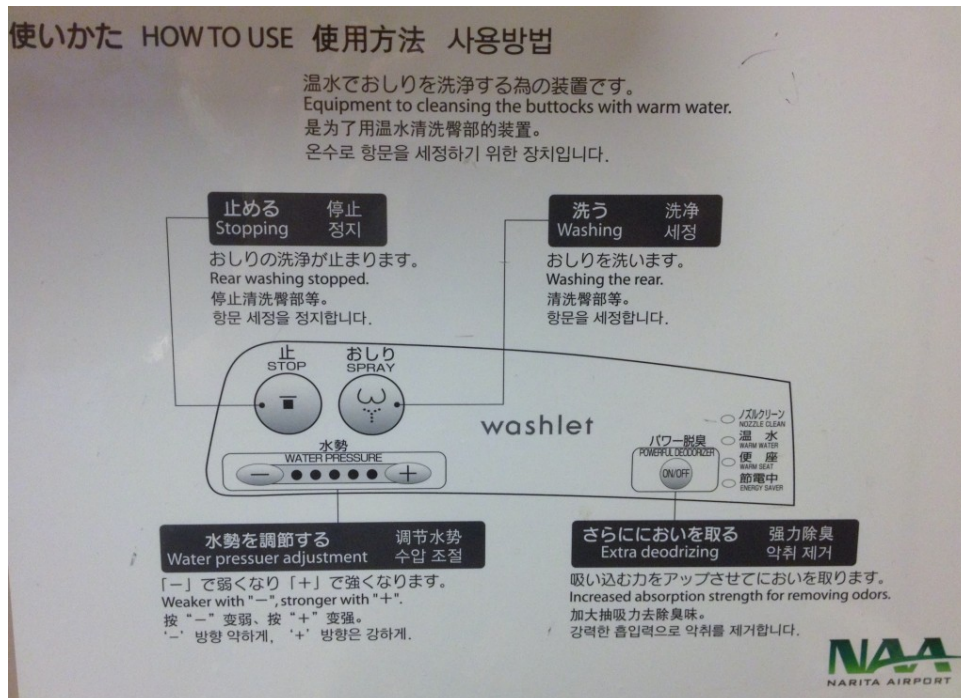 使いかた HOW TO USE 使用方法 사용방법
温水でおしりを洗浄する為の装置です。
Equipment to cleansing the buttocks with warm water.
是为了用温水清洗臀部的装置。
온수로 항문을 세정하기 위한 장치입니다.
止める 停止
Stopping 정지
おしりの洗浄が止まります。
Rear washing stopped.
停止清洗臀部等。
항문 세정을 정지합니다.
洗う 洗净
Washing 세정
おしりを洗います。
Washing the rear.
清洗臀部等。
항문을 세정합니다.
止
STOP
おしり
SPRAY
washlet
水勢
WATER PRESSURE
− +
パワー脱臭
POWERFUL DEODORIZER
ON/OFF
ノズルクリーン
NOZZLE CLEAN
温水
WARM WATER
便座
WARM SEAT
節電中
ENERGY SAVER
水勢を調節する 调节水势
Water pressuer adjustment 수압 조절
「−」で弱くなり「+」で強くなります。
Weaker with "−", stronger with "+".
按 “−” 变弱、按 “+” 变强。
'−' 방향 약하게, '+' 방향은 강하게.
さらににおいを取る 强力除臭
Extra deodrizing 악취 제거
吸い込む力をアップさせてにおいを取ります。
Increased absorption strength for removing odors.
加大抽吸力去除臭味。
강력한 흡입력으로 악취를 제거합니다.
NAA
NARITA AIRPORT